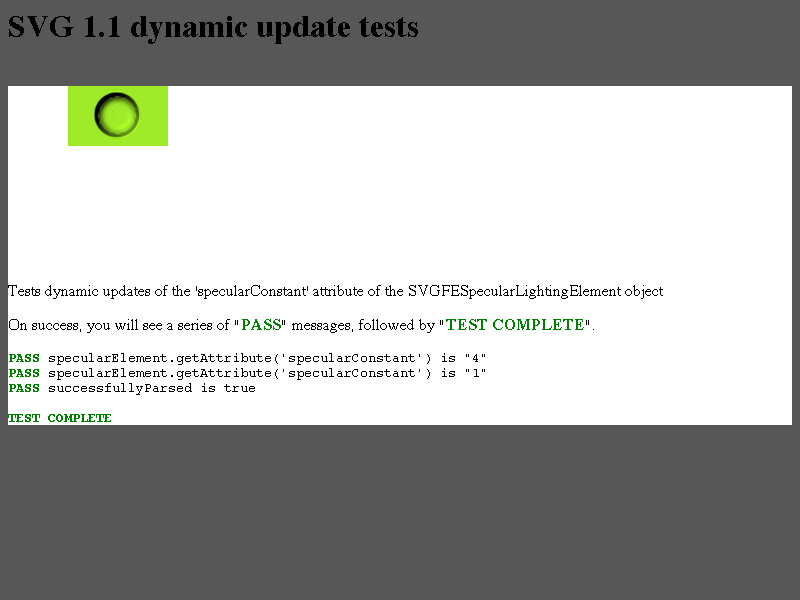 SVG 1.1 dynamic update tests
Tests dynamic updates of the 'specularConstant' attribute of the SVGFESpecularLightingElement object
On success, you will see a series of "PASS" messages, followed by "TEST COMPLETE".
PASS specularElement.getAttribute('specularConstant') is "4"
PASS specularElement.getAttribute('specularConstant') is "1"
PASS successfullyParsed is true
TEST COMPLETE